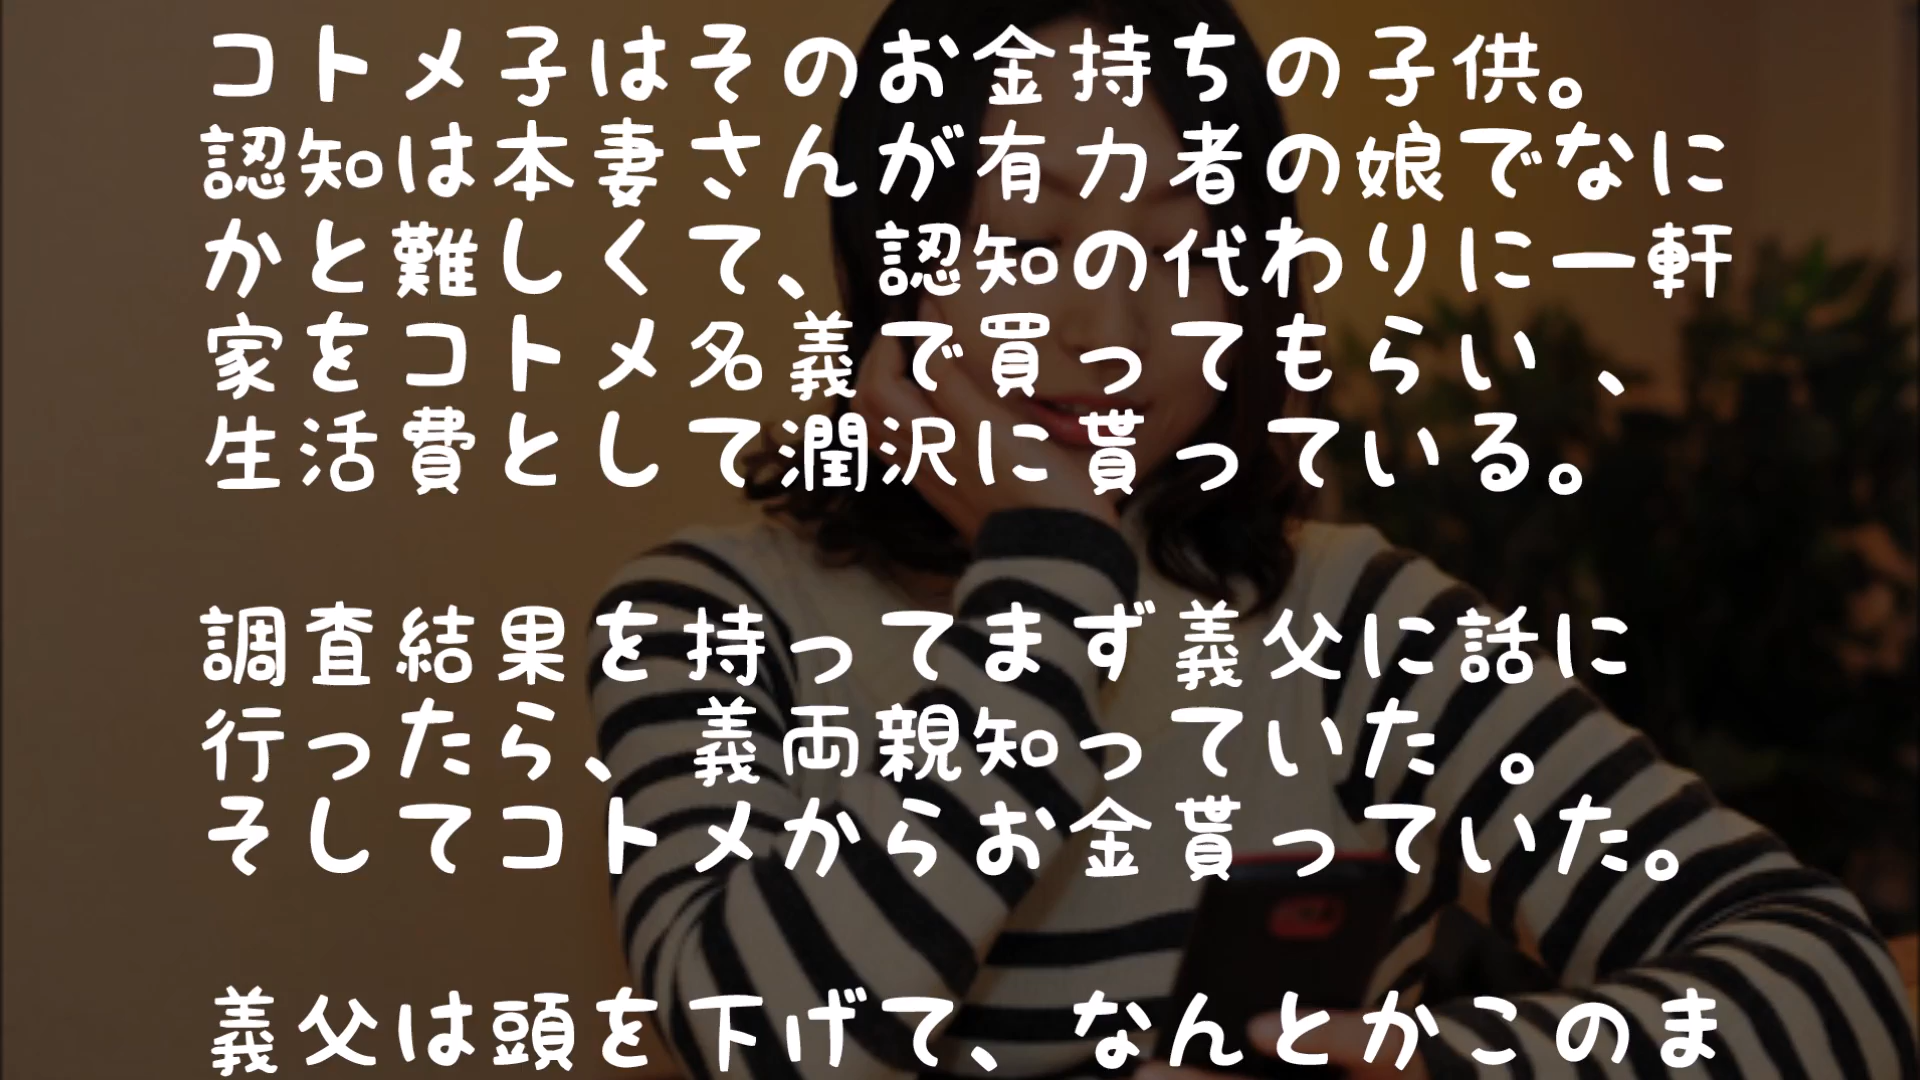 コトメ子はそのお金持ちの子供。
認知は本妻さんが有力者の娘でなに
かと難しくて、認知の代わりに一軒
家をコトメ名義で買ってもらい、
生活費として潤沢に貰っている。
調査結果を持ってまず義父に話に
行ったら、義両親知っていた。
そしてコトメからお金貰っていた。
義父は頭を下げて、なんとかこのま